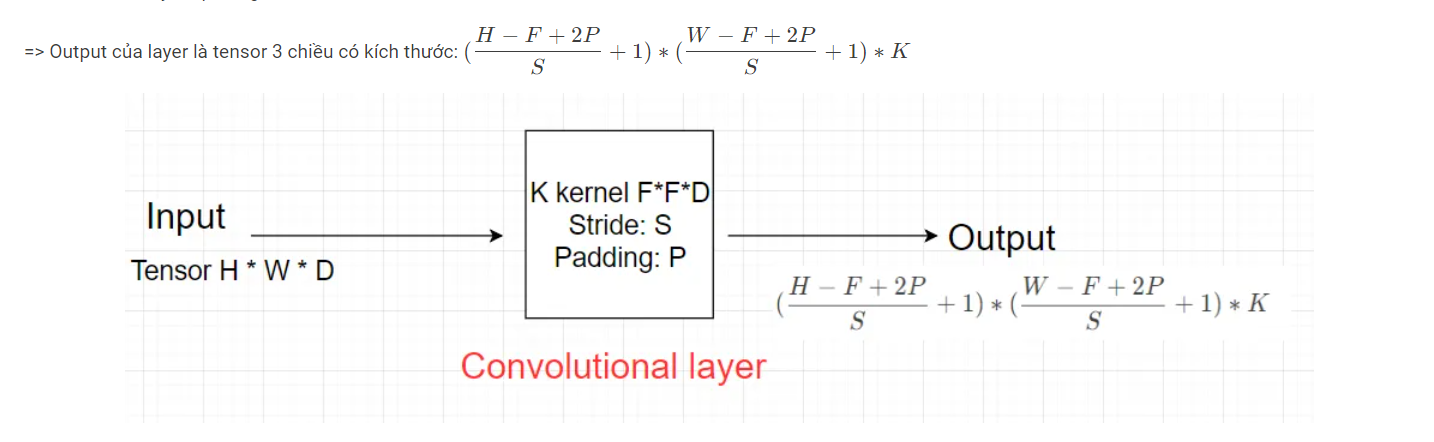 => Output của layer là tensor 3 chiều có kích thước: (\frac{H - F + 2P}{S} + 1) * (\frac{W - F + 2P}{S} + 1) * K
K kernel F*F*D
Input
Stride: S
Output
Tensor H * W * D
Padding: P
(\frac{H - F + 2P}{S} + 1) * (\frac{W - F + 2P}{S} + 1) * K
Convolutional layer